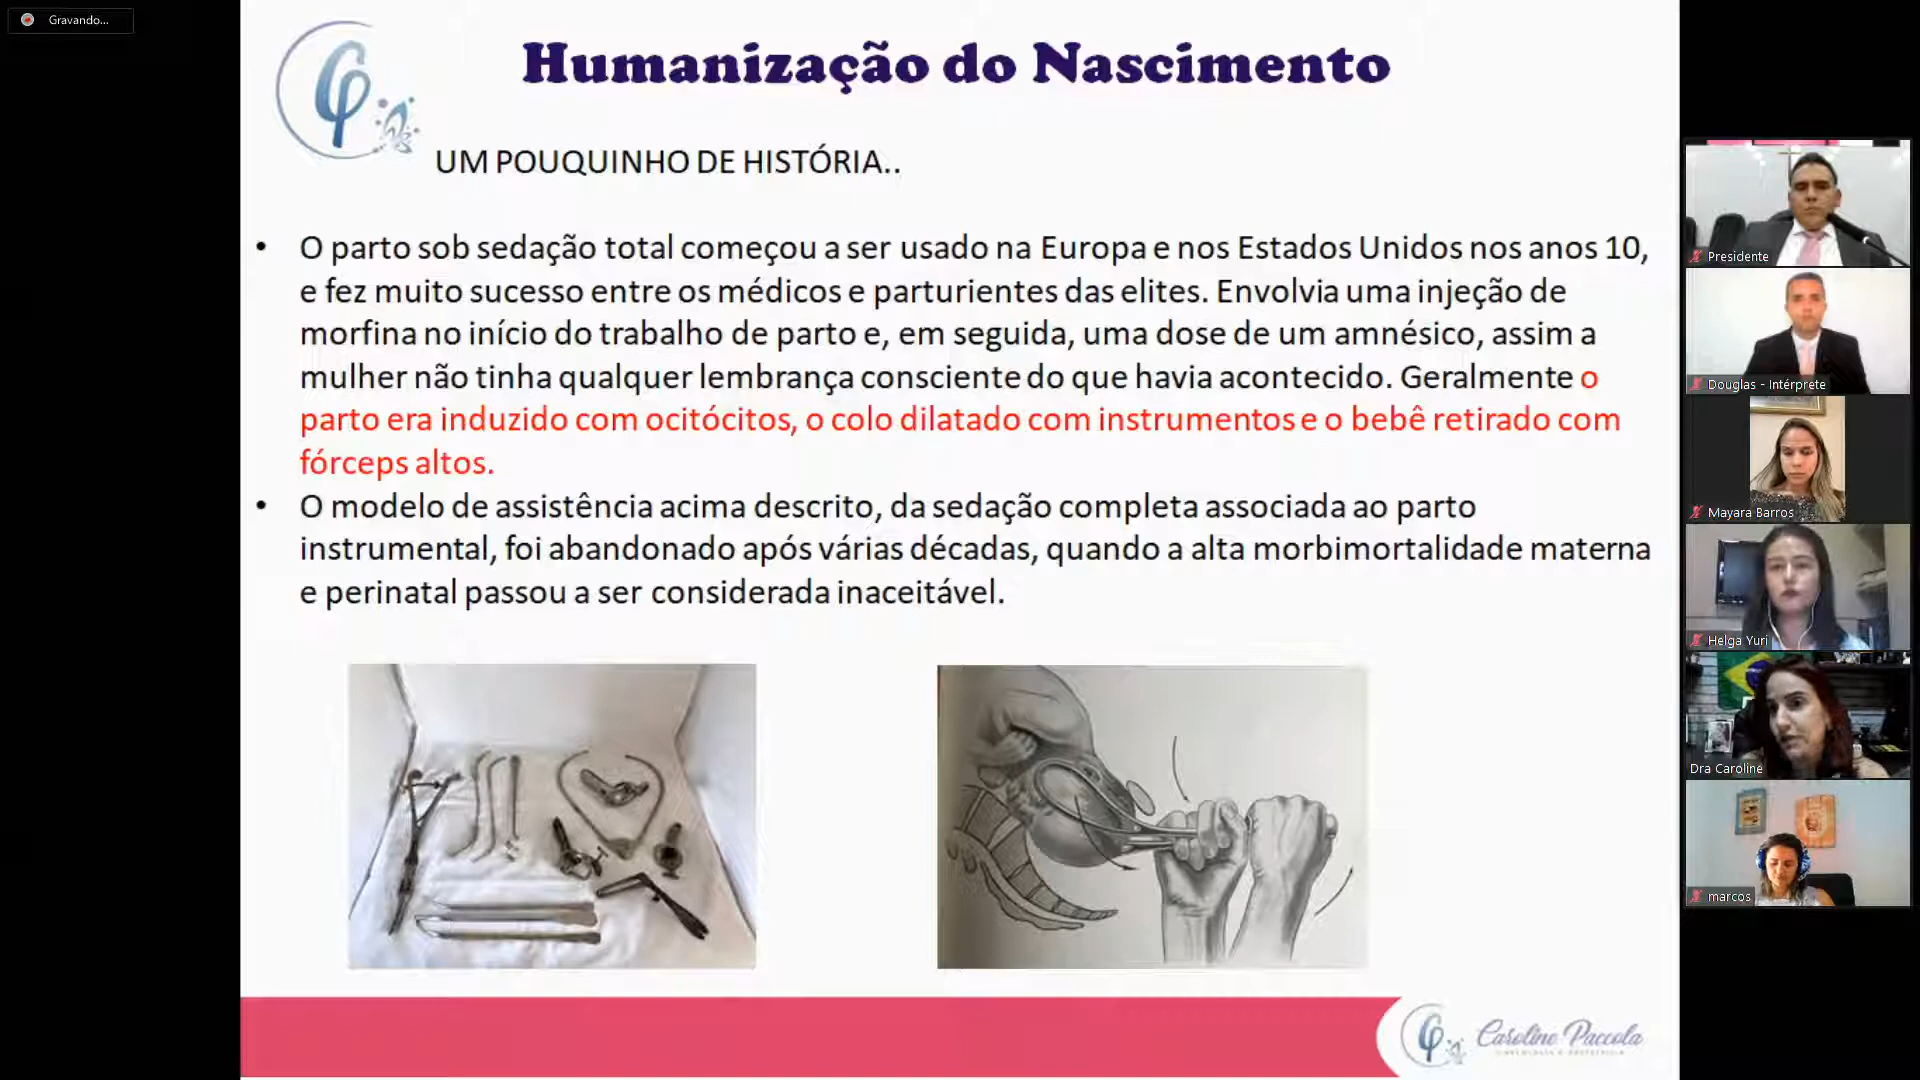 Gravando...
Humanização do Nascimento
UM POUQUINHO DE HISTÓRIA..
• O parto sob sedação total começou a ser usado na Europa e nos Estados Unidos nos anos 10,
e fez muito sucesso entre os médicos e parturientes das elites. Envolvia uma injeção de
morfina no início do trabalho de parto e, em seguida, uma dose de um amnésico, assim a
mulher não tinha qualquer lembrança consciente do que havia acontecido. Geralmente o
parto era induzido com ocitócitos, o colo dilatado com instrumentos e o bebê retirado com
fórceps altos.
• O modelo de assistência acima descrito, da sedação completa associada ao parto
instrumental, foi abandonado após várias décadas, quando a alta morbimortalidade materna
e perinatal passou a ser considerada inaceitável.
Caroline Paccola
GINECOLOGIA E OBSTETRÍCIA
Presidente
Douglas - Intérprete
Mayara Barros
Helga Yuri
Dra Caroline
marcos